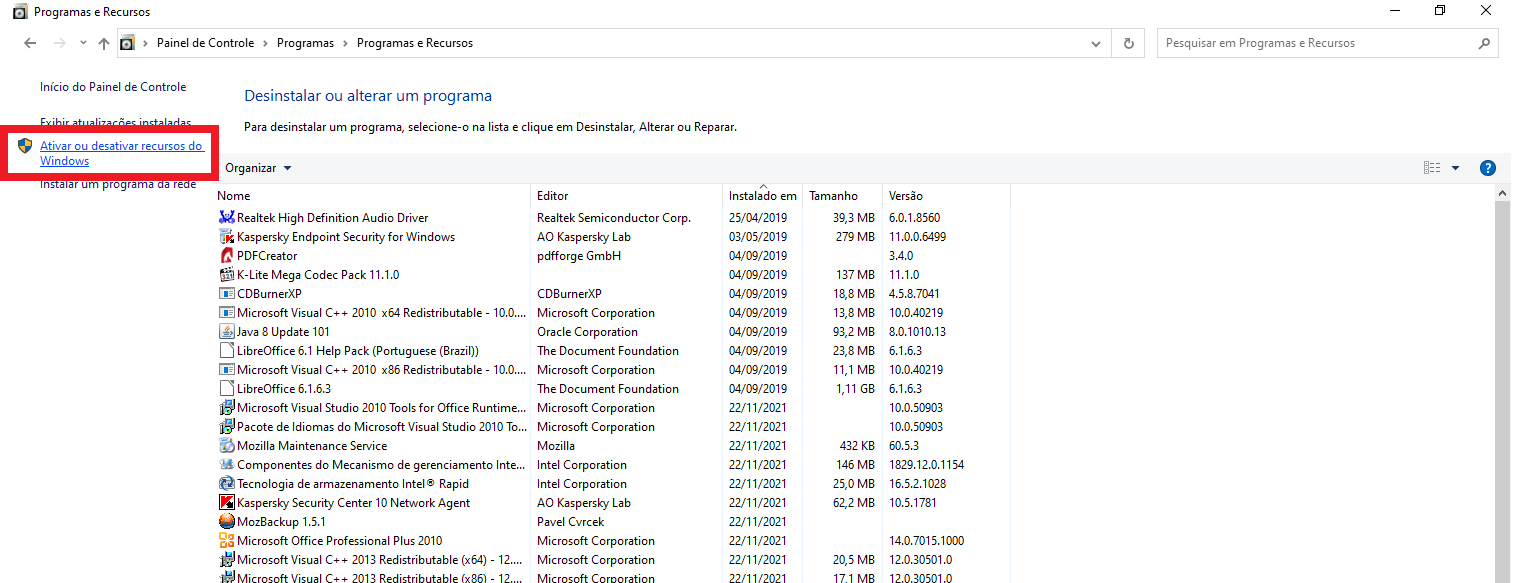 Programas e Recursos
Painel de Controle > Programas > Programas e Recursos
Pesquisar em Programas e Recursos
Início do Painel de Controle
Exibir atualizações instaladas
Ativar ou desativar recursos do
Windows
Instalar um programa da rede
Desinstalar ou alterar um programa
Para desinstalar um programa, selecione-o na lista e clique em Desinstalar, Alterar ou Reparar.
Organizar
Nome Editor Instalado em Tamanho Versão
Realtek High Definition Audio Driver Realtek Semiconductor Corp. 25/04/2019 39,3 MB 6.0.1.8560
Kaspersky Endpoint Security for Windows AO Kaspersky Lab 03/05/2019 279 MB 11.0.0.6499
PDFCreator pdfforge GmbH 04/09/2019 3.4.0
K-Lite Mega Codec Pack 11.1.0 04/09/2019 137 MB 11.1.0
CDBurnerXP CDBurnerXP 04/09/2019 18,8 MB 4.5.8.7041
Microsoft Visual C++ 2010 x64 Redistributable - 10.0.... Microsoft Corporation 04/09/2019 13,8 MB 10.0.40219
Java 8 Update 101 Oracle Corporation 04/09/2019 93,2 MB 8.0.1010.13
LibreOffice 6.1 Help Pack (Portuguese (Brazil)) The Document Foundation 04/09/2019 23,8 MB 6.1.6.3
Microsoft Visual C++ 2010 x86 Redistributable - 10.0.... Microsoft Corporation 04/09/2019 11,1 MB 10.0.40219
LibreOffice 6.1.6.3 The Document Foundation 04/09/2019 1,11 GB 6.1.6.3
Microsoft Visual Studio 2010 Tools for Office Runtime... Microsoft Corporation 22/11/2021 10.0.50903
Pacote de Idiomas do Microsoft Visual Studio 2010 To... Microsoft Corporation 22/11/2021 10.0.50903
Mozilla Maintenance Service Mozilla 22/11/2021 432 KB 60.5.3
Componentes do Mecanismo de gerenciamento Inte... Intel Corporation 22/11/2021 146 MB 1829.12.0.1154
Tecnologia de armazenamento Intel® Rapid Intel Corporation 22/11/2021 25,0 MB 16.5.2.1028
Kaspersky Security Center 10 Network Agent AO Kaspersky Lab 22/11/2021 62,2 MB 10.5.1781
MozBackup 1.5.1 Pavel Cvrcek 22/11/2021
Microsoft Office Professional Plus 2010 Microsoft Corporation 22/11/2021 14.0.7015.1000
Microsoft Visual C++ 2013 Redistributable (x64) - 12.... Microsoft Corporation 22/11/2021 20,5 MB 12.0.30501.0
Microsoft Visual C++ 2013 Redistributable (x86) - 12.... Microsoft Corporation 22/11/2021 17,1 MB 12.0.30501.0